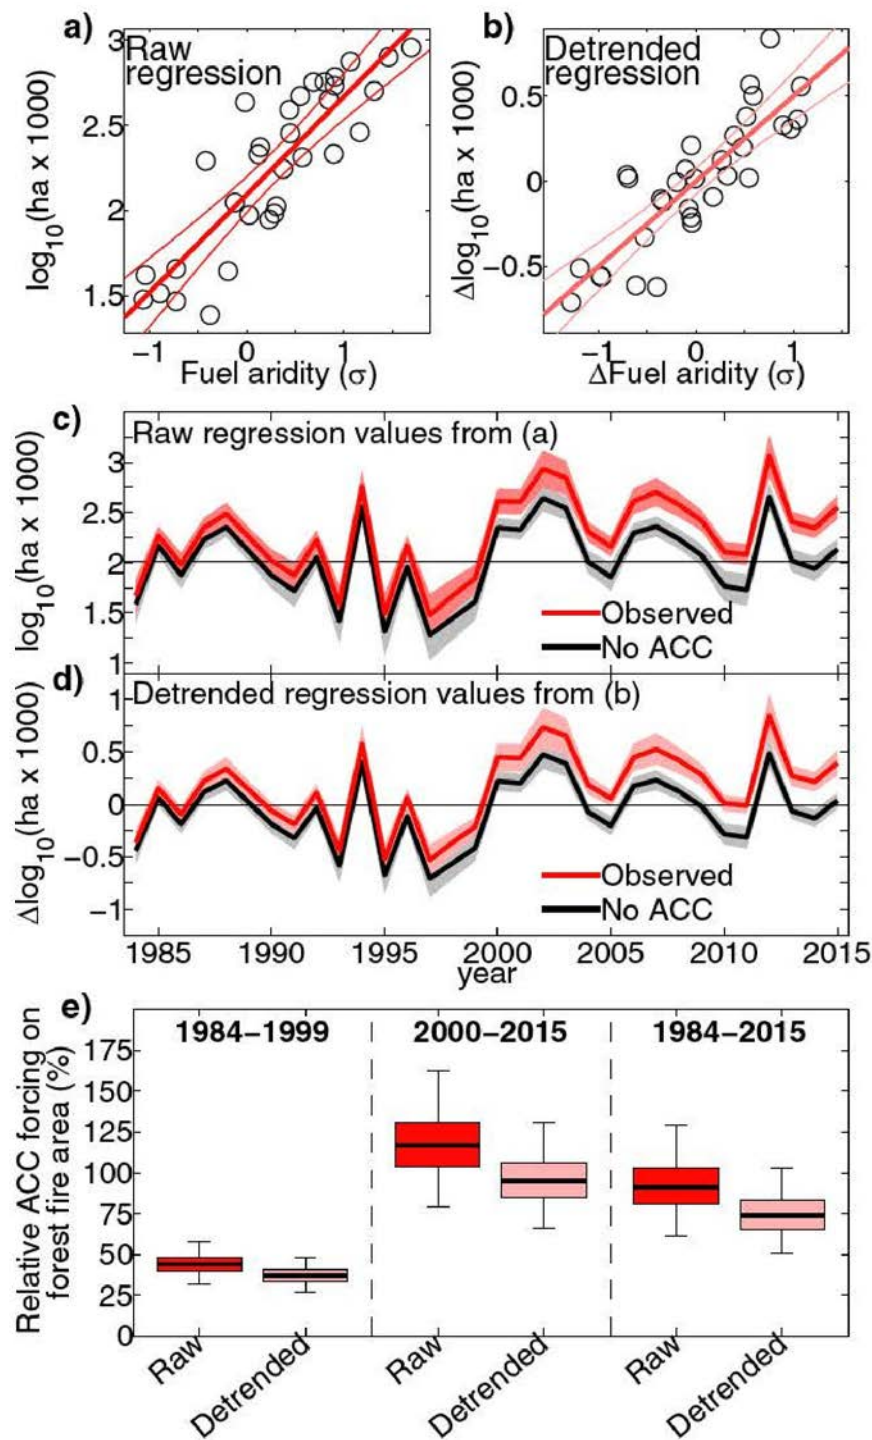 a)
Raw
regression
log10(ha x 1000)
3
2.5
2
1.5
−1 0 1
Fuel aridity (σ)
b)
Detrended
regression
Δlog10(ha x 1000)
0.5
0
−0.5
−1 0 1
ΔFuel aridity (σ)
c)
Raw regression values from (a)
log10(ha x 1000)
3
2.5
2
1.5
1
Observed
No ACC
d)
Detrended regression values from (b)
Δlog10(ha x 1000)
1
0.5
0
−0.5
−1
Observed
No ACC
1985 1990 1995 2000 2005 2010 2015
year
e)
1984−1999 2000−2015 1984−2015
Relative ACC forcing on
forest fire area (%)
175
150
125
100
75
50
25
0
Raw Detrended Raw Detrended Raw Detrended